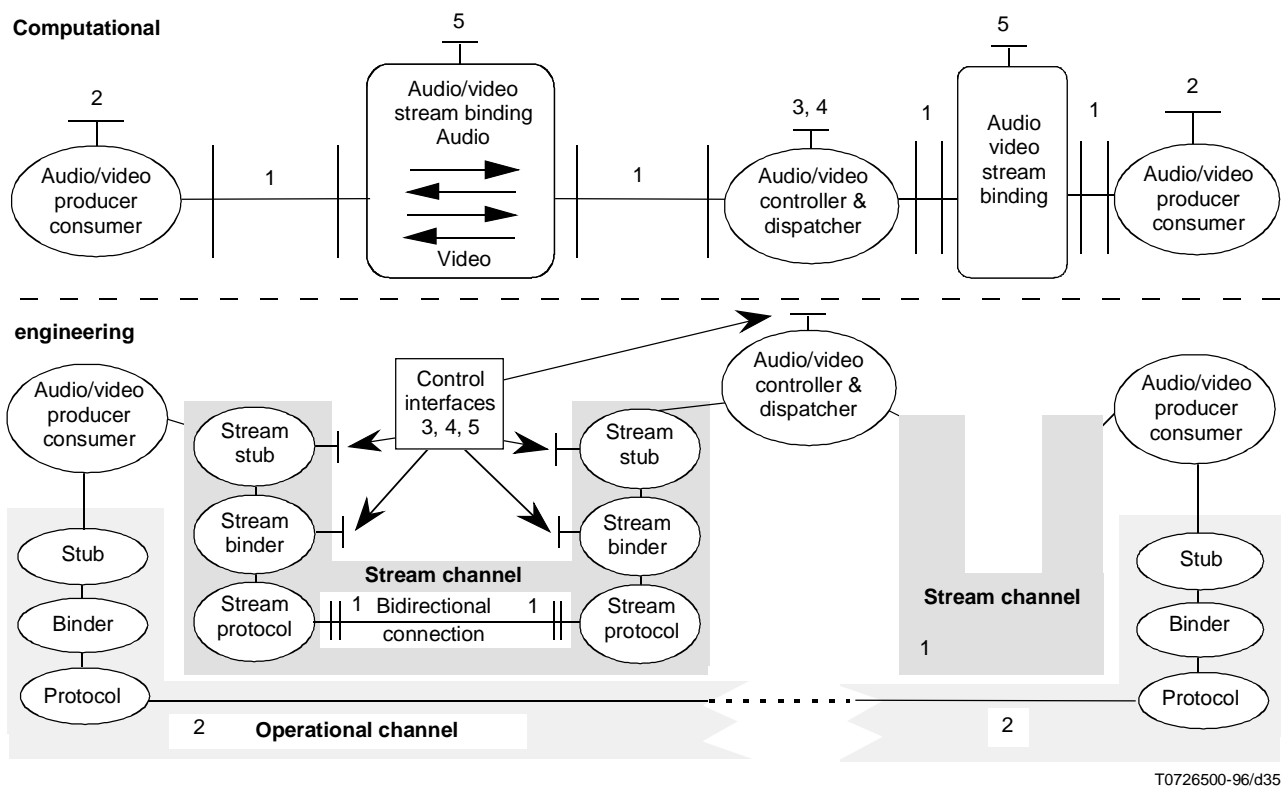 Computational
5
5
2
3, 4
1
1
2
Audio/video
producer
consumer
1
Audio/video
stream binding
Audio
Video
1
Audio/video
controller &
dispatcher
Audio
video
stream
binding
Audio/video
producer
consumer
engineering
Audio/video
producer
consumer
Control
interfaces
3, 4, 5
Audio/video
controller &
dispatcher
Audio/video
producer
consumer
Stream
stub
Stream
stub
Stream
binder
Stream
binder
Stub
Stub
Stream channel
Stream channel
Stream
protocol
1 Bidirectional 1
connection
Stream
protocol
Binder
Binder
1
Protocol
Protocol
2 Operational channel
2
T0726500-96/d35